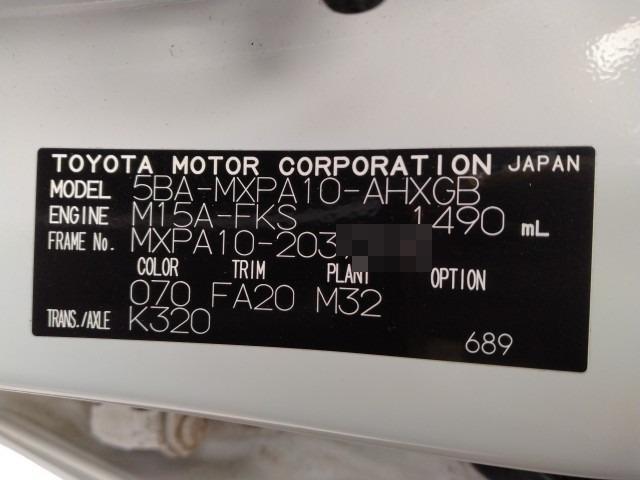 TOYOTA MOTOR CORPORATION JAPAN
MODEL 5BA-MXPA10-AHXGB
ENGINE M15A-FKS 1490 mL
FRAME No. MXPA10-203
COLOR TRIM PLANT OPTION
070 FA20 M32
TRANS./AXLE K320
689